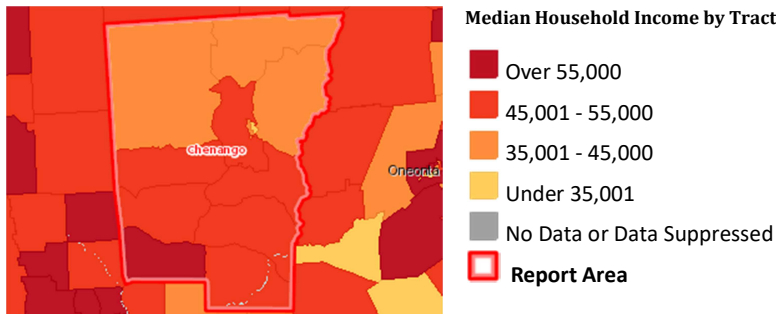 Median Household Income by Tract
Over 55,000
45,001 - 55,000
Chenango
35,001 - 45,000
Oneonta
Under 35,001
No Data or Data Suppressed
Report Area